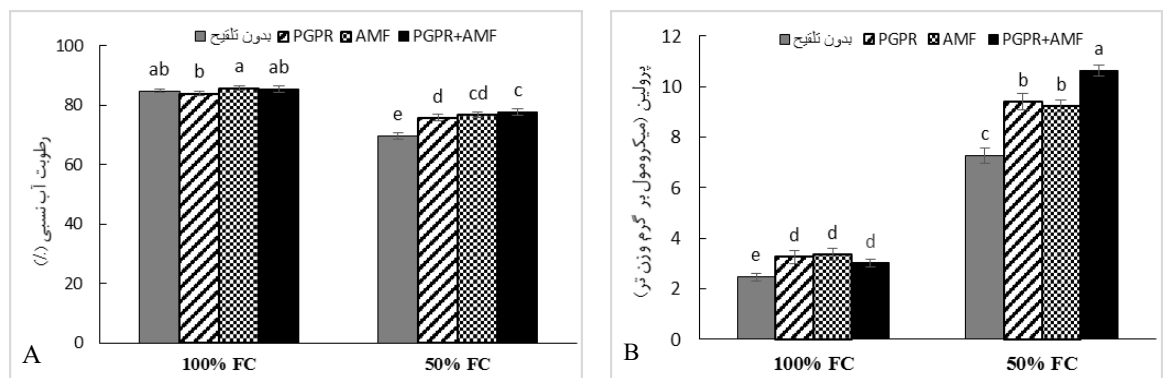 بدون تلقیح PGPR AMF PGPR+AMF
رطوبت آب نسبی (%)
100
80
60
40
20
0
ab b a ab
e d cd c
100% FC 50% FC
A
بدون تلقیح PGPR AMF PGPR+AMF
پرولین (میکرومول بر گرم وزن تر)
12
10
8
6
4
2
0
e d d d
c b b a
100% FC 50% FC
B